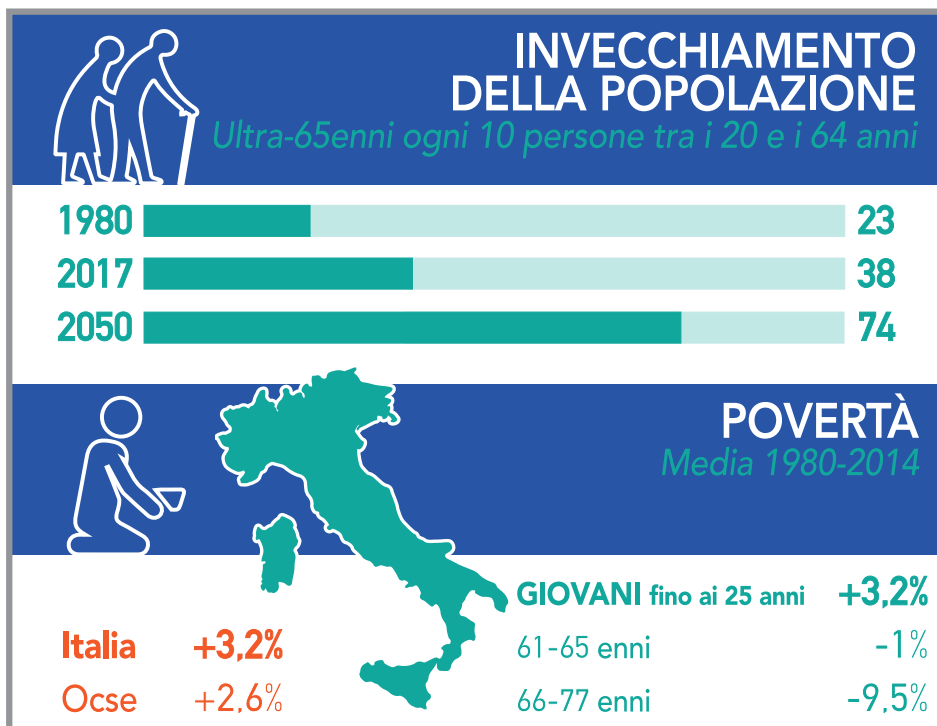 INVECCHIAMENTO
DELLA POPOLAZIONE
Ultra-65enni ogni 10 persone tra i 20 e i 64 anni
1980 23
2017 38
2050 74
POVERTÀ
Media 1980-2014
Italia +3,2%
Ocse +2,6%
GIOVANI fino ai 25 anni +3,2%
61-65 enni -1%
66-77 enni -9,5%